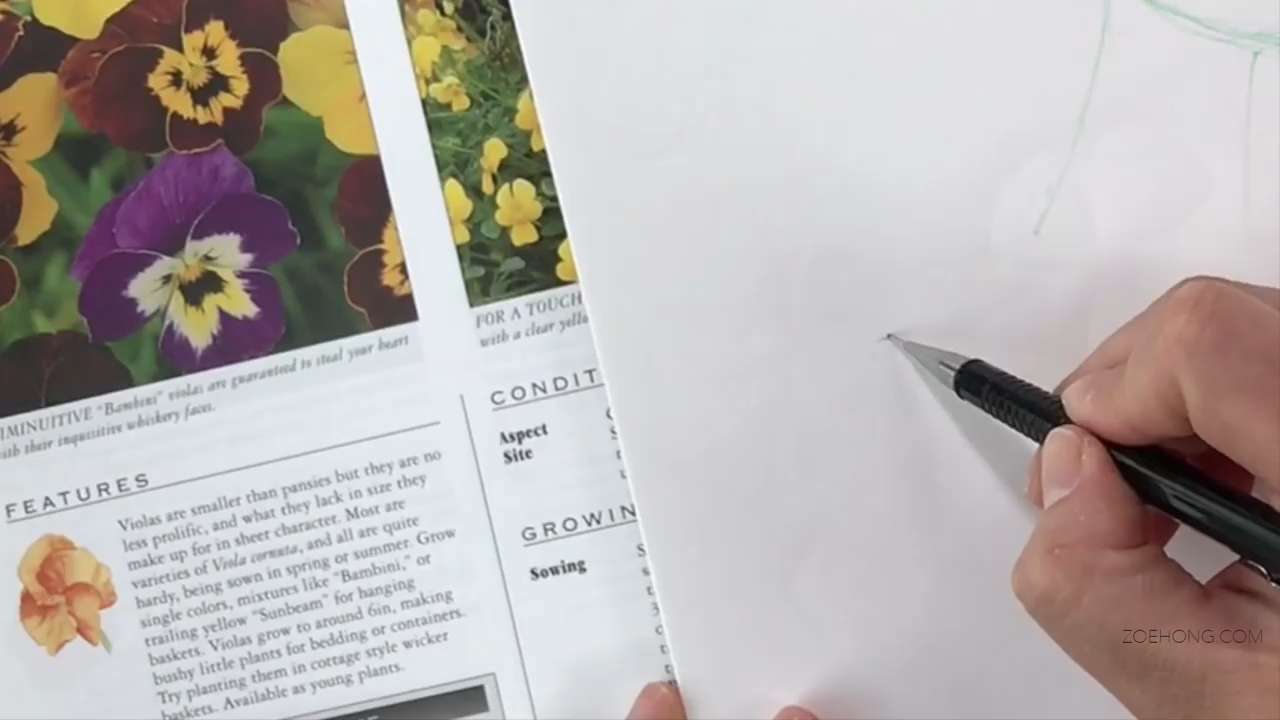 IMINUITIVE "Bambini" violas are guaranteed to steal your heart
ith their inquisitive whiskery faces.
FEATURES
Violas are smaller than pansies but they are no
less prolific, and what they lack in size they
make up for in sheer character. Most are
varieties of Viola cornuta, and all are quite
hardy, being sown in spring or summer. Grow
single colors, mixtures like "Bambini," or
trailing yellow "Sunbeam" for hanging
baskets. Violas grow to around 6in, making
busy little plants for bedding or containers.
Try planting them in cottage style wicker
baskets. Available as young plants.
FOR A TOUCH
with a clear yello
CONDIT
Aspect
Site
GROWIN
Sowing
ZOEHONG.COM